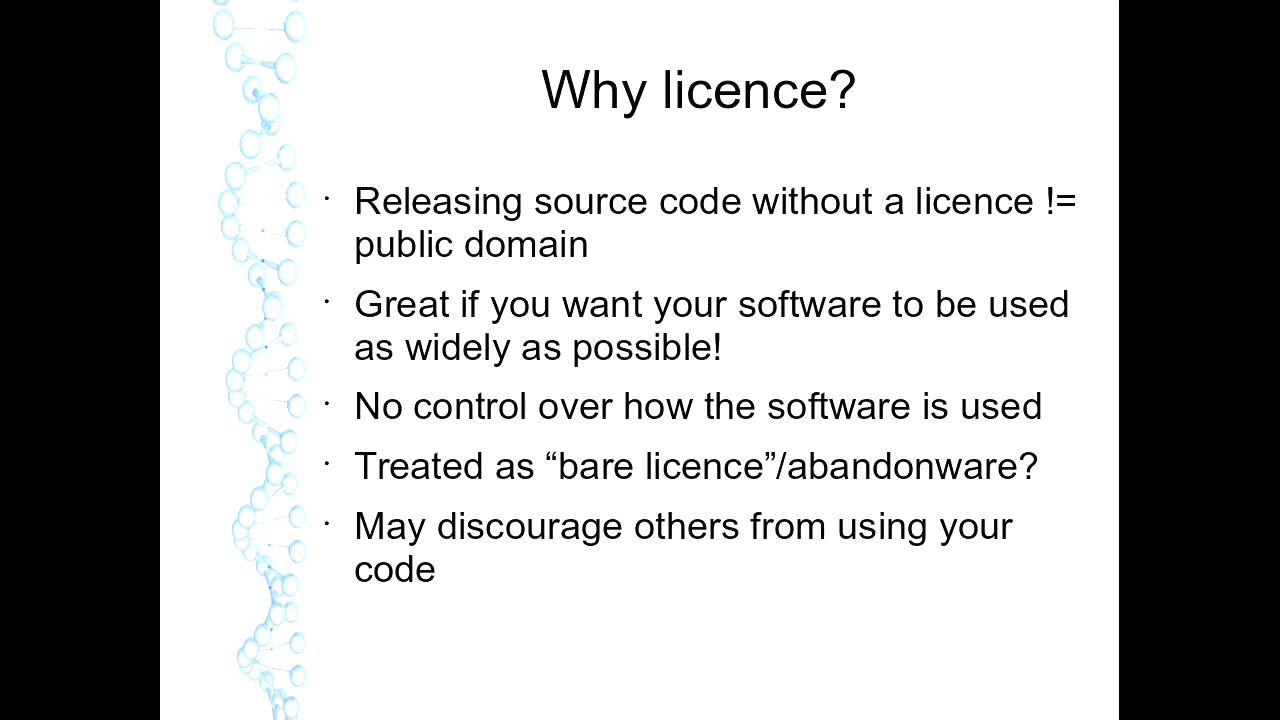 Why licence?
· Releasing source code without a licence !=
public domain
· Great if you want your software to be used
as widely as possible!
· No control over how the software is used
· Treated as “bare licence”/abandonware?
· May discourage others from using your
code